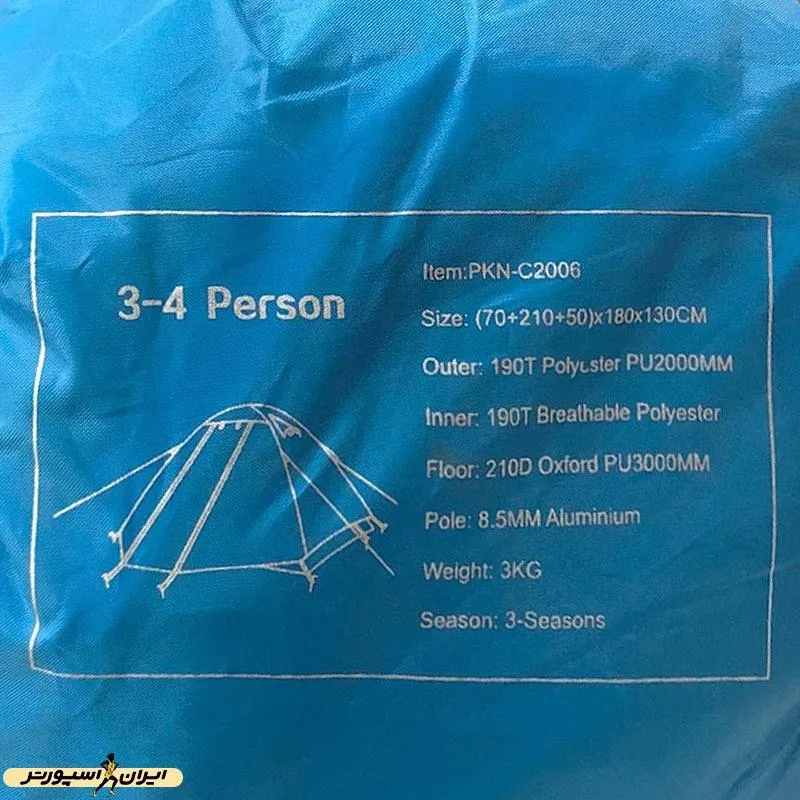 3-4 Person
Item:PKN-C2006
Size: (70+210+50)x180x130CM
Outer: 190T Polyester PU2000MM
Inner: 190T Breathable Polyester
Floor: 210D Oxford PU3000MM
Pole: 8.5MM Aluminium
Weight: 3KG
Season: 3-Seasons
ایران اسپورتر